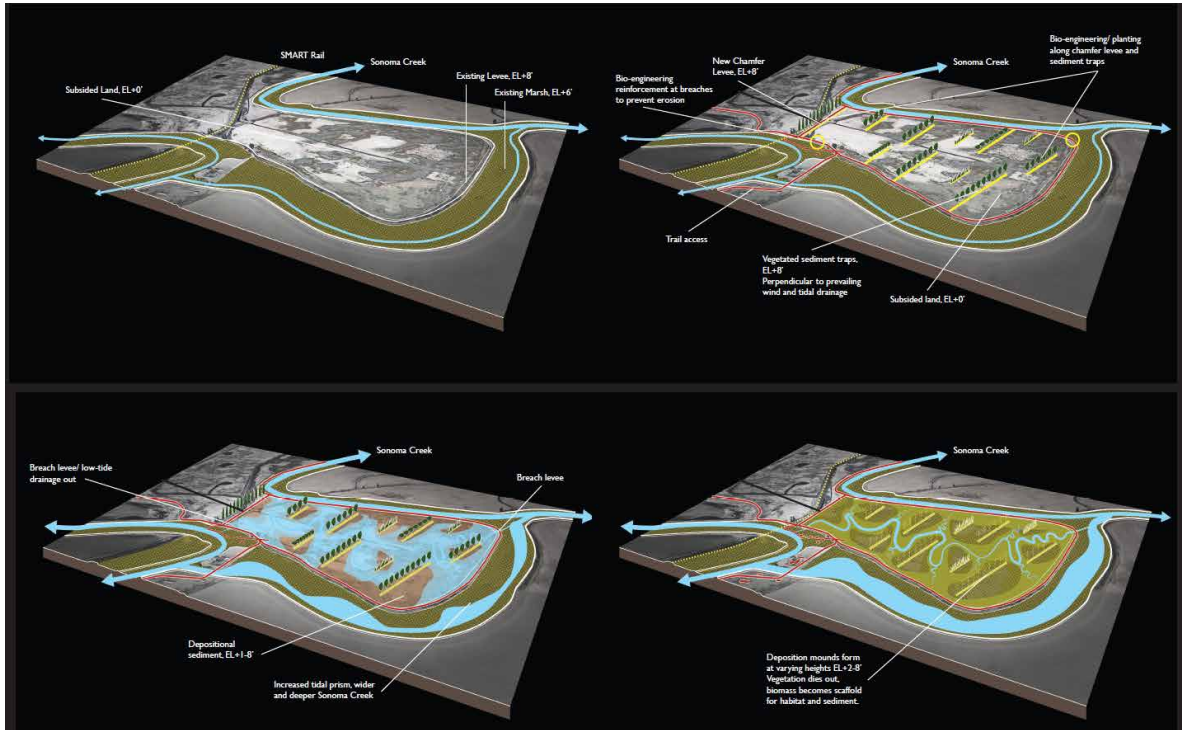 SMART Rail
Sonoma Creek
Subsided Land, EL+0'
Existing Levee, EL+8'
Existing Marsh, EL+6'
Bio-engineering/ planting
along chamfer levee and
sediment traps
New Chamfer
Levee, EL+8'
Sonoma Creek
Bio-engineering
reinforcement at breaches
to prevent erosion
Trail access
Vegetated sediment traps,
EL+8'
Perpendicular to prevailing
wind and tidal drainage
Subsided land, EL+0'
Sonoma Creek
Breach levee/ low-tide
drainage out
Breach levee
Depositional
sediment, EL+1-8'
Increased tidal prism, wider
and deeper Sonoma Creek
Sonoma Creek
Deposition mounds form
at varying heights EL+2-8'
Vegetation dies out,
biomass becomes scaffold
for habitat and sediment.